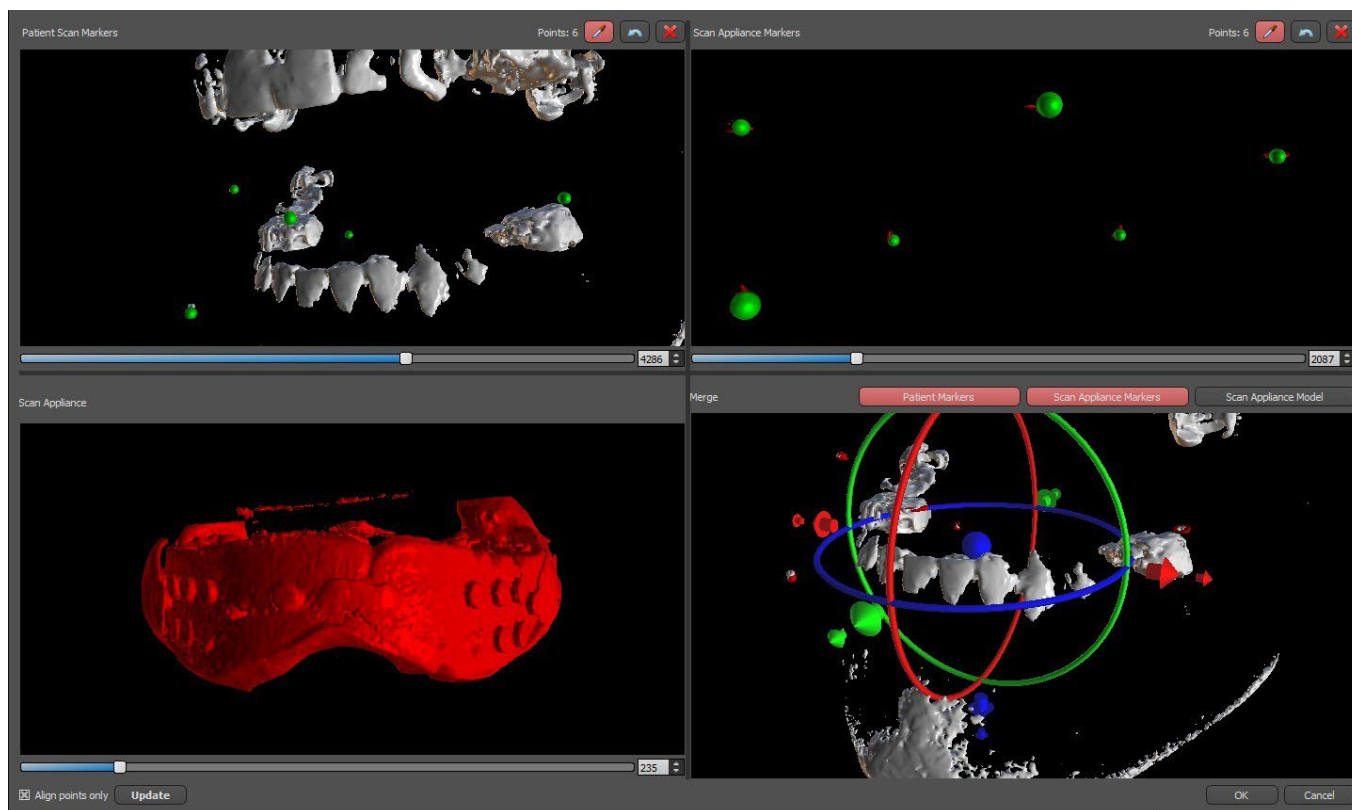 Patient Scan Markers Points: 6
Scan Appliance Markers Points: 6
4286
2087
Scan Appliance
Merge Patient Markers Scan Appliance Markers Scan Appliance Model
235
Align points only Update
OK Cancel